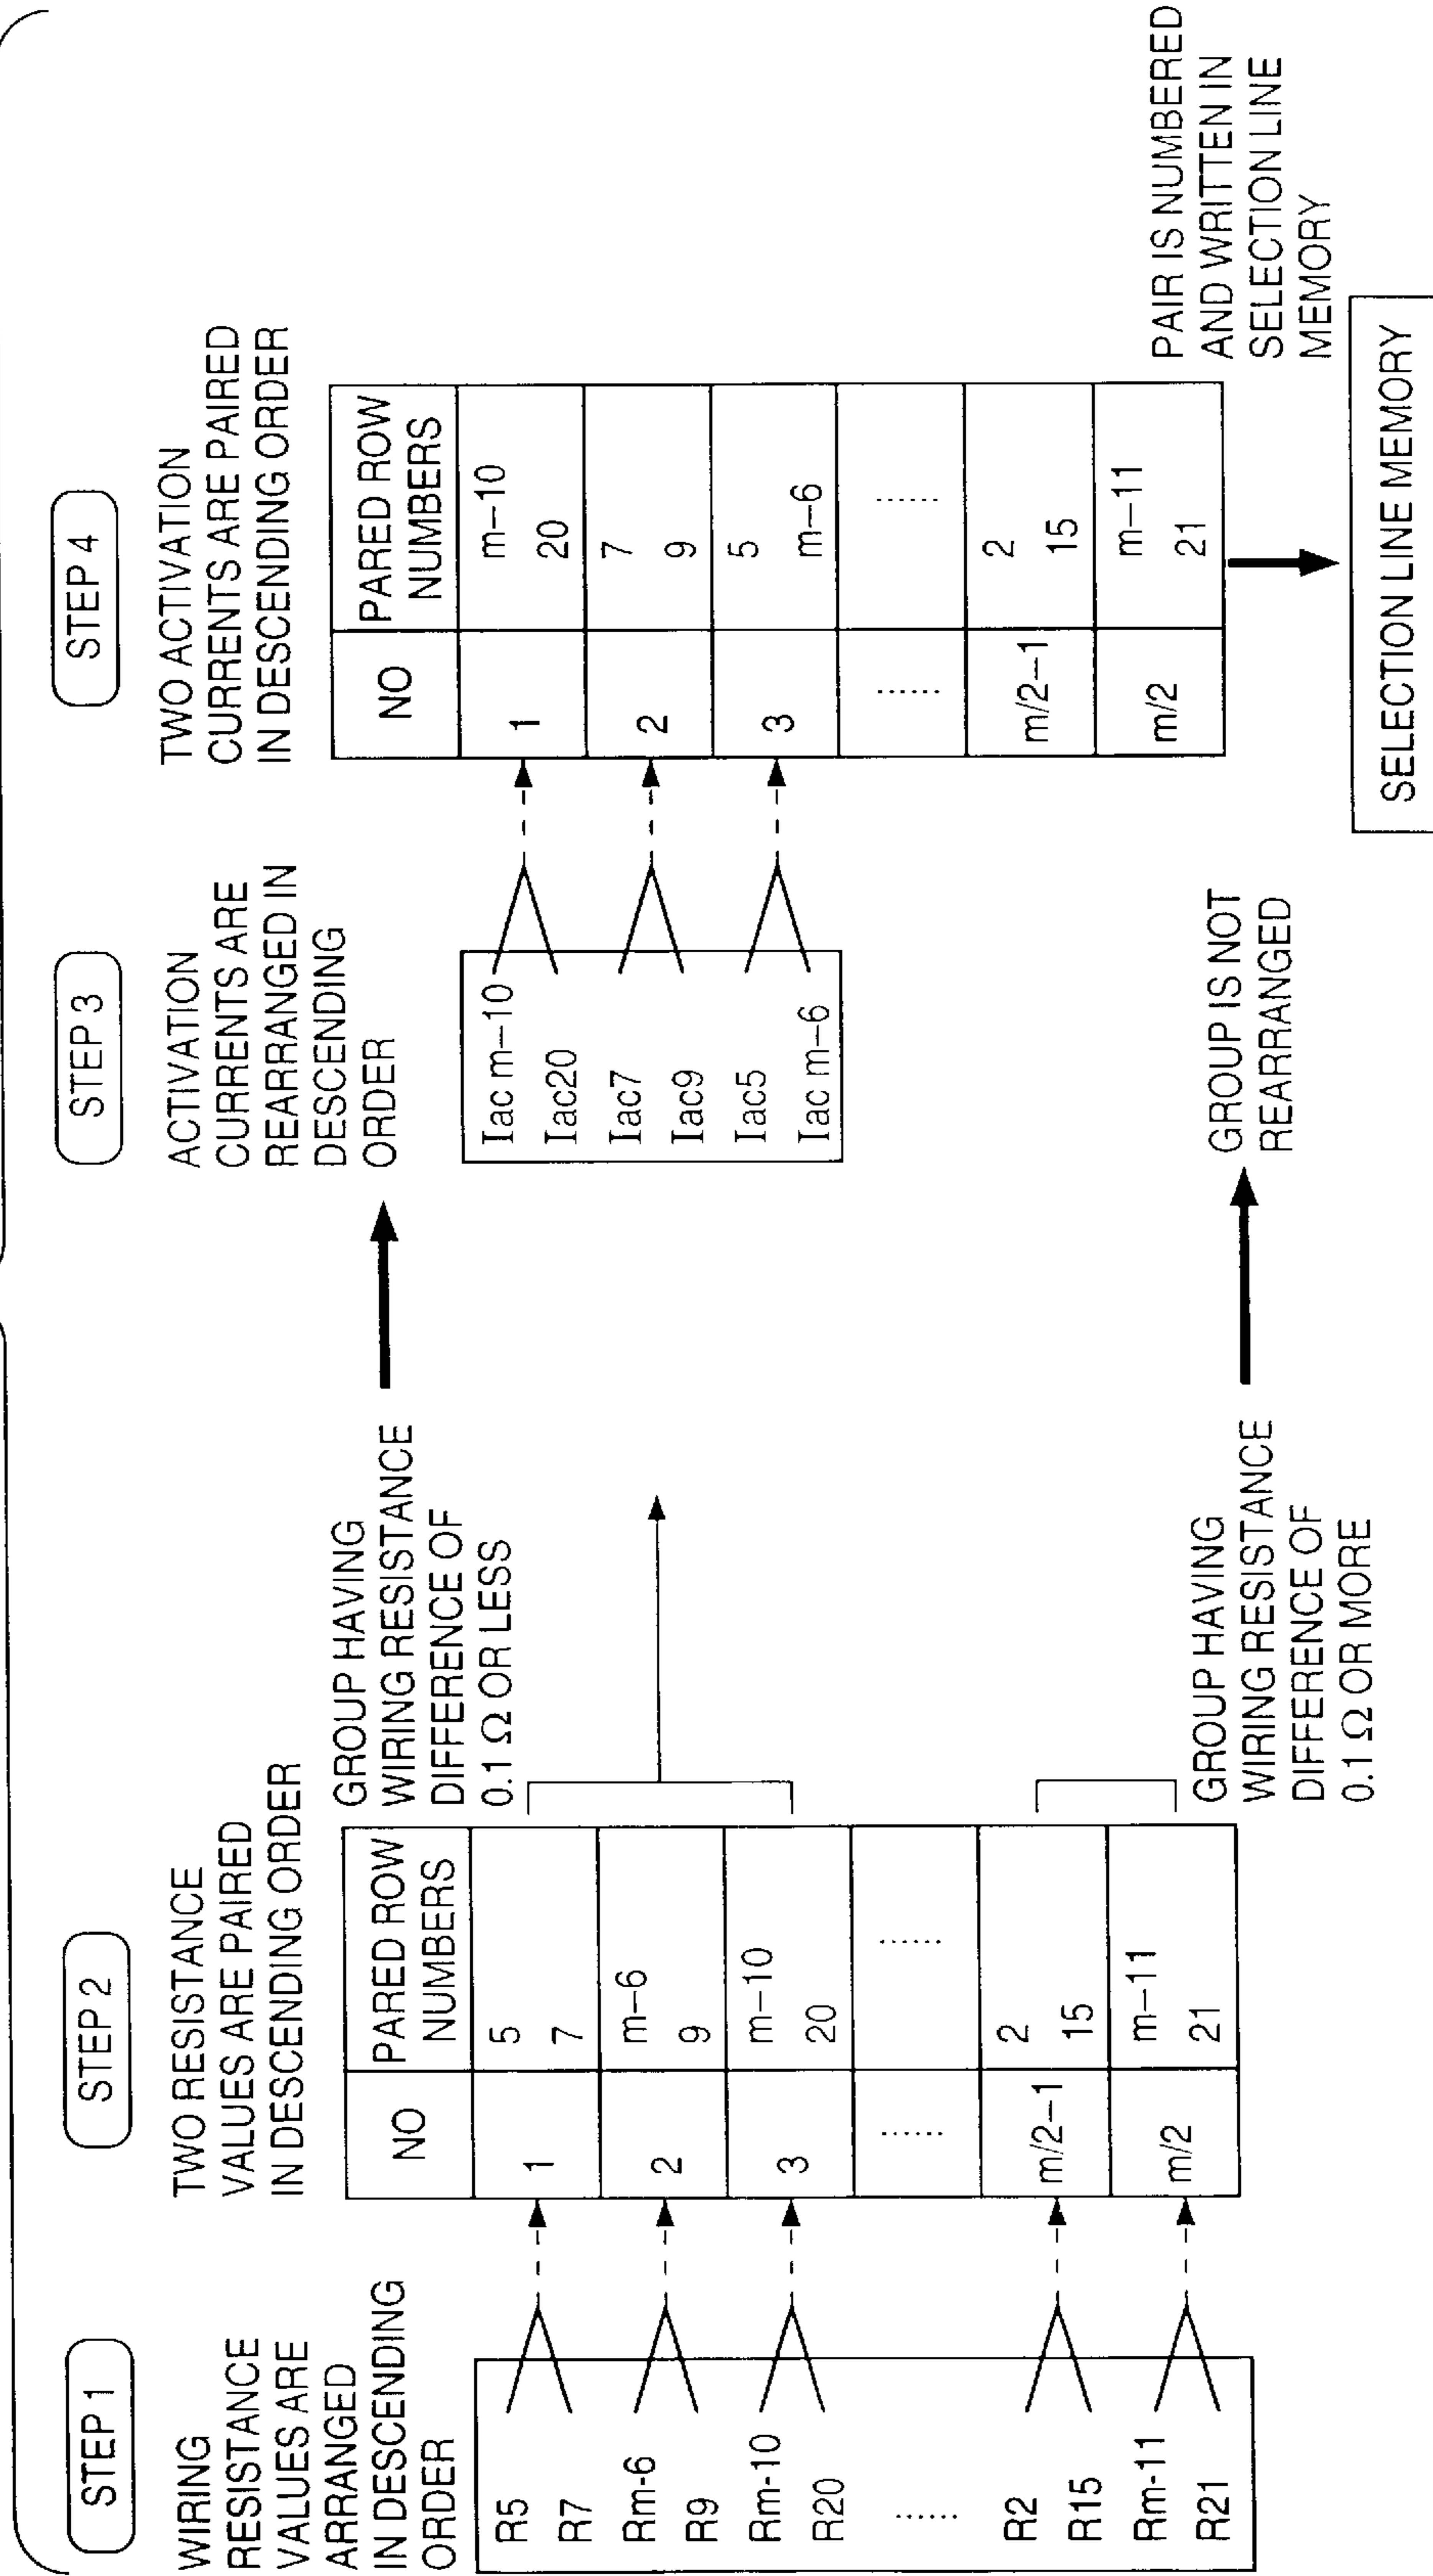 STEP 1
WIRING
RESISTANCE
VALUES ARE
ARRANGED
IN DESCENDING
ORDER
R5
R7
Rm-6
R9
Rm-10
R20
......
R2
R15
Rm-11
R21
STEP 2
TWO RESISTANCE
VALUES ARE PAIRED
IN DESCENDING ORDER
NO PARED ROW
NUMBERS
1 5
7
2 m−6
9
3 m−10
20
...... ......
m/2−1 2
15
m/2 m−11
21
GROUP HAVING
WIRING RESISTANCE
DIFFERENCE OF
0.1 Ω OR LESS
GROUP HAVING
WIRING RESISTANCE
DIFFERENCE OF
0.1 Ω OR MORE
STEP 3
ACTIVATION
CURRENTS ARE
REARRANGED IN
DESCENDING
ORDER
Iac m−10
Iac20
Iac7
Iac9
Iac5
Iac m−6
GROUP IS NOT
REARRANGED
STEP 4
TWO ACTIVATION
CURRENTS ARE PAIRED
IN DESCENDING ORDER
NO PARED ROW
NUMBERS
1 m−10
20
2 7
9
3 5
m−6
...... ......
m/2−1 2
15
m/2 m−11
21
PAIR IS NUMBERED
AND WRITTEN IN
SELECTION LINE
MEMORY
SELECTION LINE MEMORY